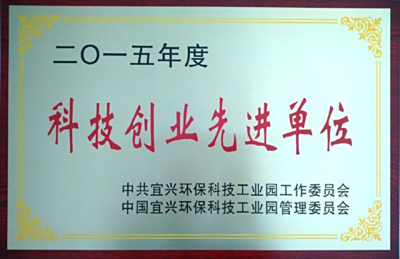 二〇一五年度
科技创业先进单位
中共宜兴环保科技工业园工作委员会
中国宜兴环保科技工业园管理委员会